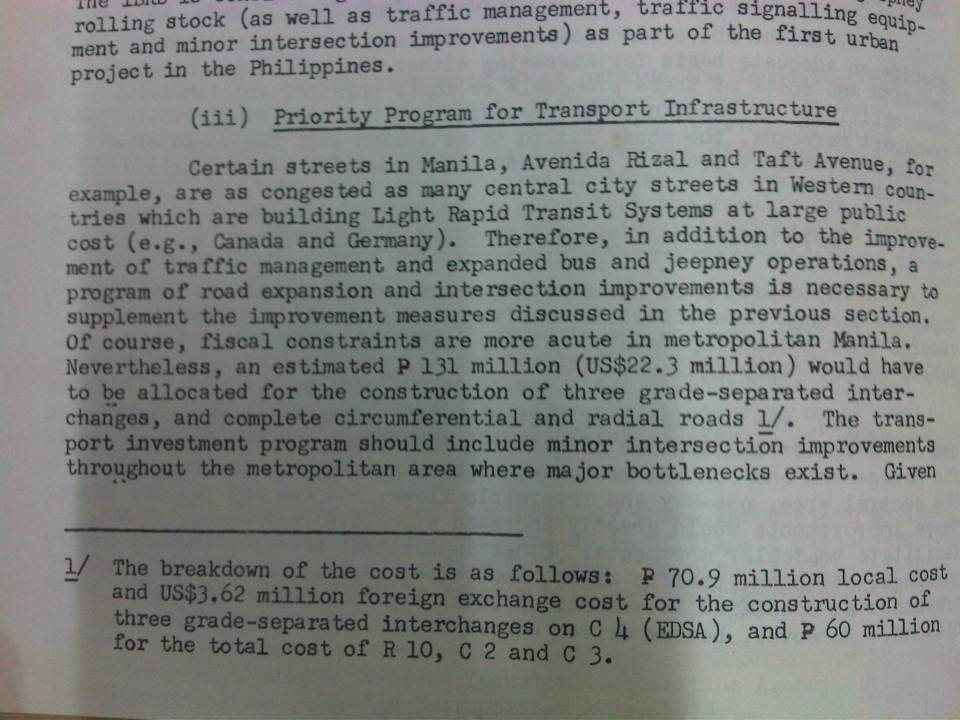 rolling stock (as well as traffic management, traffic signalling equip-
ment and minor intersection improvements) as part of the first urban
project in the Philippines.
(iii) Priority Program for Transport Infrastructure
Certain streets in Manila, Avenida Rizal and Taft Avenue, for
example, are as congested as many central city streets in Western coun-
tries which are building Light Rapid Transit Systems at large public
cost (e.g., Canada and Germany). Therefore, in addition to the improve-
ment of traffic management and expanded bus and jeepney operations, a
program of road expansion and intersection improvements is necessary to
supplement the improvement measures discussed in the previous section.
Of course, fiscal constraints are more acute in metropolitan Manila.
Nevertheless, an estimated ₱ 131 million (US$22.3 million) would have
to be allocated for the construction of three grade-separated inter-
changes, and complete circumferential and radial roads 1/. The trans-
port investment program should include minor intersection improvements
throughout the metropolitan area where major bottlenecks exist. Given
1/ The breakdown of the cost is as follows: ₱ 70.9 million local cost
and US$3.62 million foreign exchange cost for the construction of
three grade-separated interchanges on C 4 (EDSA), and ₱ 60 million
for the total cost of R 10, C 2 and C 3.